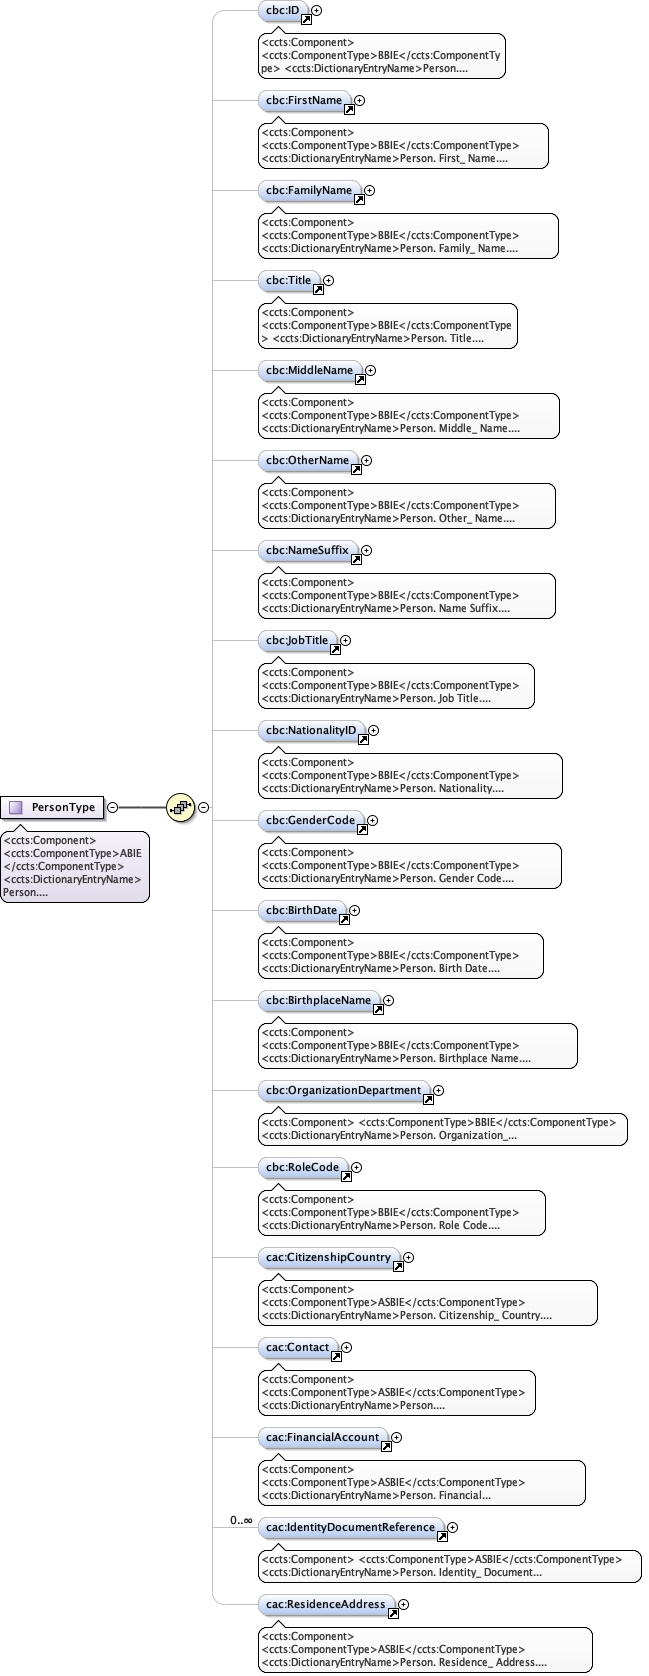 cbc:ID
<ccts:Component>
<ccts:ComponentType>BBIE</ccts:ComponentTy
pe> <ccts:DictionaryEntryName>Person....
cbc:FirstName
<ccts:Component>
<ccts:ComponentType>BBIE</ccts:ComponentType>
<ccts:DictionaryEntryName>Person. First_ Name....
cbc:FamilyName
<ccts:Component>
<ccts:ComponentType>BBIE</ccts:ComponentType>
<ccts:DictionaryEntryName>Person. Family_ Name....
cbc:Title
<ccts:Component>
<ccts:ComponentType>BBIE</ccts:ComponentType
> <ccts:DictionaryEntryName>Person. Title....
cbc:MiddleName
<ccts:Component>
<ccts:ComponentType>BBIE</ccts:ComponentType>
<ccts:DictionaryEntryName>Person. Middle_ Name....
cbc:OtherName
<ccts:Component>
<ccts:ComponentType>BBIE</ccts:ComponentType>
<ccts:DictionaryEntryName>Person. Other_ Name....
cbc:NameSuffix
<ccts:Component>
<ccts:ComponentType>BBIE</ccts:ComponentType>
<ccts:DictionaryEntryName>Person. Name Suffix....
cbc:JobTitle
<ccts:Component>
<ccts:ComponentType>BBIE</ccts:ComponentType>
<ccts:DictionaryEntryName>Person. Job Title....
cbc:NationalityID
<ccts:Component>
<ccts:ComponentType>BBIE</ccts:ComponentType>
<ccts:DictionaryEntryName>Person. Nationality....
PersonType
<ccts:Component>
<ccts:ComponentType>ABIE
</ccts:ComponentType>
<ccts:DictionaryEntryName>
Person....
cbc:GenderCode
<ccts:Component>
<ccts:ComponentType>BBIE</ccts:ComponentType>
<ccts:DictionaryEntryName>Person. Gender Code....
cbc:BirthDate
<ccts:Component>
<ccts:ComponentType>BBIE</ccts:ComponentType>
<ccts:DictionaryEntryName>Person. Birth Date....
cbc:BirthplaceName
<ccts:Component>
<ccts:ComponentType>BBIE</ccts:ComponentType>
<ccts:DictionaryEntryName>Person. Birthplace Name....
cbc:OrganizationDepartment
<ccts:Component> <ccts:ComponentType>BBIE</ccts:ComponentType>
<ccts:DictionaryEntryName>Person. Organization_...
cbc:RoleCode
<ccts:Component>
<ccts:ComponentType>BBIE</ccts:ComponentType>
<ccts:DictionaryEntryName>Person. Role Code....
cac:CitizenshipCountry
<ccts:Component>
<ccts:ComponentType>ASBIE</ccts:ComponentType>
<ccts:DictionaryEntryName>Person. Citizenship_ Country....
cac:Contact
<ccts:Component>
<ccts:ComponentType>ASBIE</ccts:ComponentType>
<ccts:DictionaryEntryName>Person....
cac:FinancialAccount
<ccts:Component>
<ccts:ComponentType>ASBIE</ccts:ComponentType>
<ccts:DictionaryEntryName>Person. Financial...
0..∞ cac:IdentityDocumentReference
<ccts:Component> <ccts:ComponentType>ASBIE</ccts:ComponentType>
<ccts:DictionaryEntryName>Person. Identity_ Document...
cac:ResidenceAddress
<ccts:Component>
<ccts:ComponentType>ASBIE</ccts:ComponentType>
<ccts:DictionaryEntryName>Person. Residence_ Address....